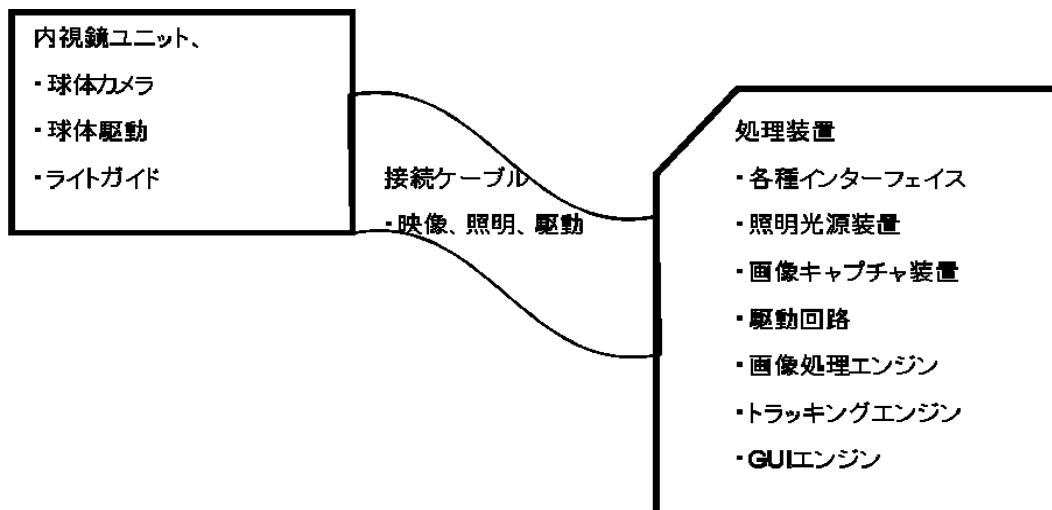 内視鏡ユニット、
・球体カメラ
・球体駆動
・ライトガイド
接続ケーブル
・映像、照明、駆動
処理装置
・各種インターフェイス
・照明光源装置
・画像キャプチャ装置
・駆動回路
・画像処理エンジン
・トラッキングエンジン
・GUIエンジン